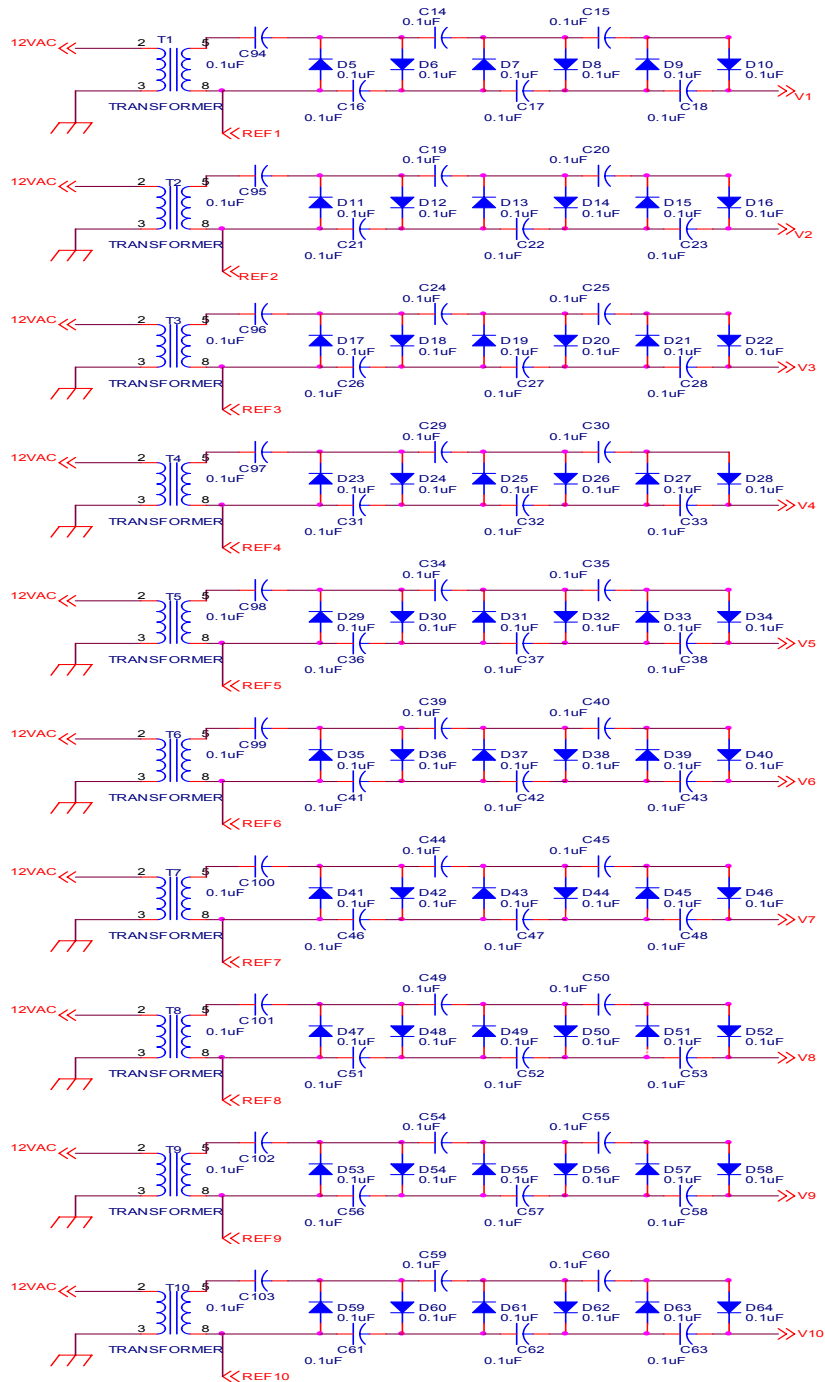 C14 C15
12VAC 2 T1 5 0.1uF 0.1uF
C94
0.1uF D5 D6 D7 D8 D9 D10
0.1uF 0.1uF 0.1uF 0.1uF 0.1uF 0.1uF
3 8 C16 C17 C18 V1
TRANSFORMER 0.1uF 0.1uF 0.1uF
REF1
C19 C20
12VAC 2 T2 5 0.1uF 0.1uF
C95
0.1uF D11 D12 D13 D14 D15 D16
0.1uF 0.1uF 0.1uF 0.1uF 0.1uF 0.1uF
3 8 C21 C22 C23 V2
TRANSFORMER 0.1uF 0.1uF 0.1uF
REF2
C24 C25
12VAC 2 T3 5 0.1uF 0.1uF
C96
0.1uF D17 D18 D19 D20 D21 D22
0.1uF 0.1uF 0.1uF 0.1uF 0.1uF 0.1uF
3 8 C26 C27 C28 V3
TRANSFORMER 0.1uF 0.1uF 0.1uF
REF3
C29 C30
12VAC 2 T4 5 0.1uF 0.1uF
C97
0.1uF D23 D24 D25 D26 D27 D28
0.1uF 0.1uF 0.1uF 0.1uF 0.1uF 0.1uF
3 8 C31 C32 C33 V4
TRANSFORMER 0.1uF 0.1uF 0.1uF
REF4
C34 C35
12VAC 2 T5 5 0.1uF 0.1uF
C98
0.1uF D29 D30 D31 D32 D33 D34
0.1uF 0.1uF 0.1uF 0.1uF 0.1uF 0.1uF
3 8 C36 C37 C38 V5
TRANSFORMER 0.1uF 0.1uF 0.1uF
REF5
C39 C40
12VAC 2 T6 5 0.1uF 0.1uF
C99
0.1uF D35 D36 D37 D38 D39 D40
0.1uF 0.1uF 0.1uF 0.1uF 0.1uF 0.1uF
3 8 C41 C42 C43 V6
TRANSFORMER 0.1uF 0.1uF 0.1uF
REF6
C44 C45
12VAC 2 T7 5 0.1uF 0.1uF
C100
0.1uF D41 D42 D43 D44 D45 D46
0.1uF 0.1uF 0.1uF 0.1uF 0.1uF 0.1uF
3 8 C46 C47 C48 V7
TRANSFORMER 0.1uF 0.1uF 0.1uF
REF7
C49 C50
12VAC 2 T8 5 0.1uF 0.1uF
C101
0.1uF D47 D48 D49 D50 D51 D52
0.1uF 0.1uF 0.1uF 0.1uF 0.1uF 0.1uF
3 8 C51 C52 C53 V8
TRANSFORMER 0.1uF 0.1uF 0.1uF
REF8
C54 C55
12VAC 2 T9 5 0.1uF 0.1uF
C102
0.1uF D53 D54 D55 D56 D57 D58
0.1uF 0.1uF 0.1uF 0.1uF 0.1uF 0.1uF
3 8 C56 C57 C58 V9
TRANSFORMER 0.1uF 0.1uF 0.1uF
REF9
C59 C60
12VAC 2 T10 5 0.1uF 0.1uF
C103
0.1uF D59 D60 D61 D62 D63 D64
0.1uF 0.1uF 0.1uF 0.1uF 0.1uF 0.1uF
3 8 C61 C62 C63 V10
TRANSFORMER 0.1uF 0.1uF 0.1uF
REF10